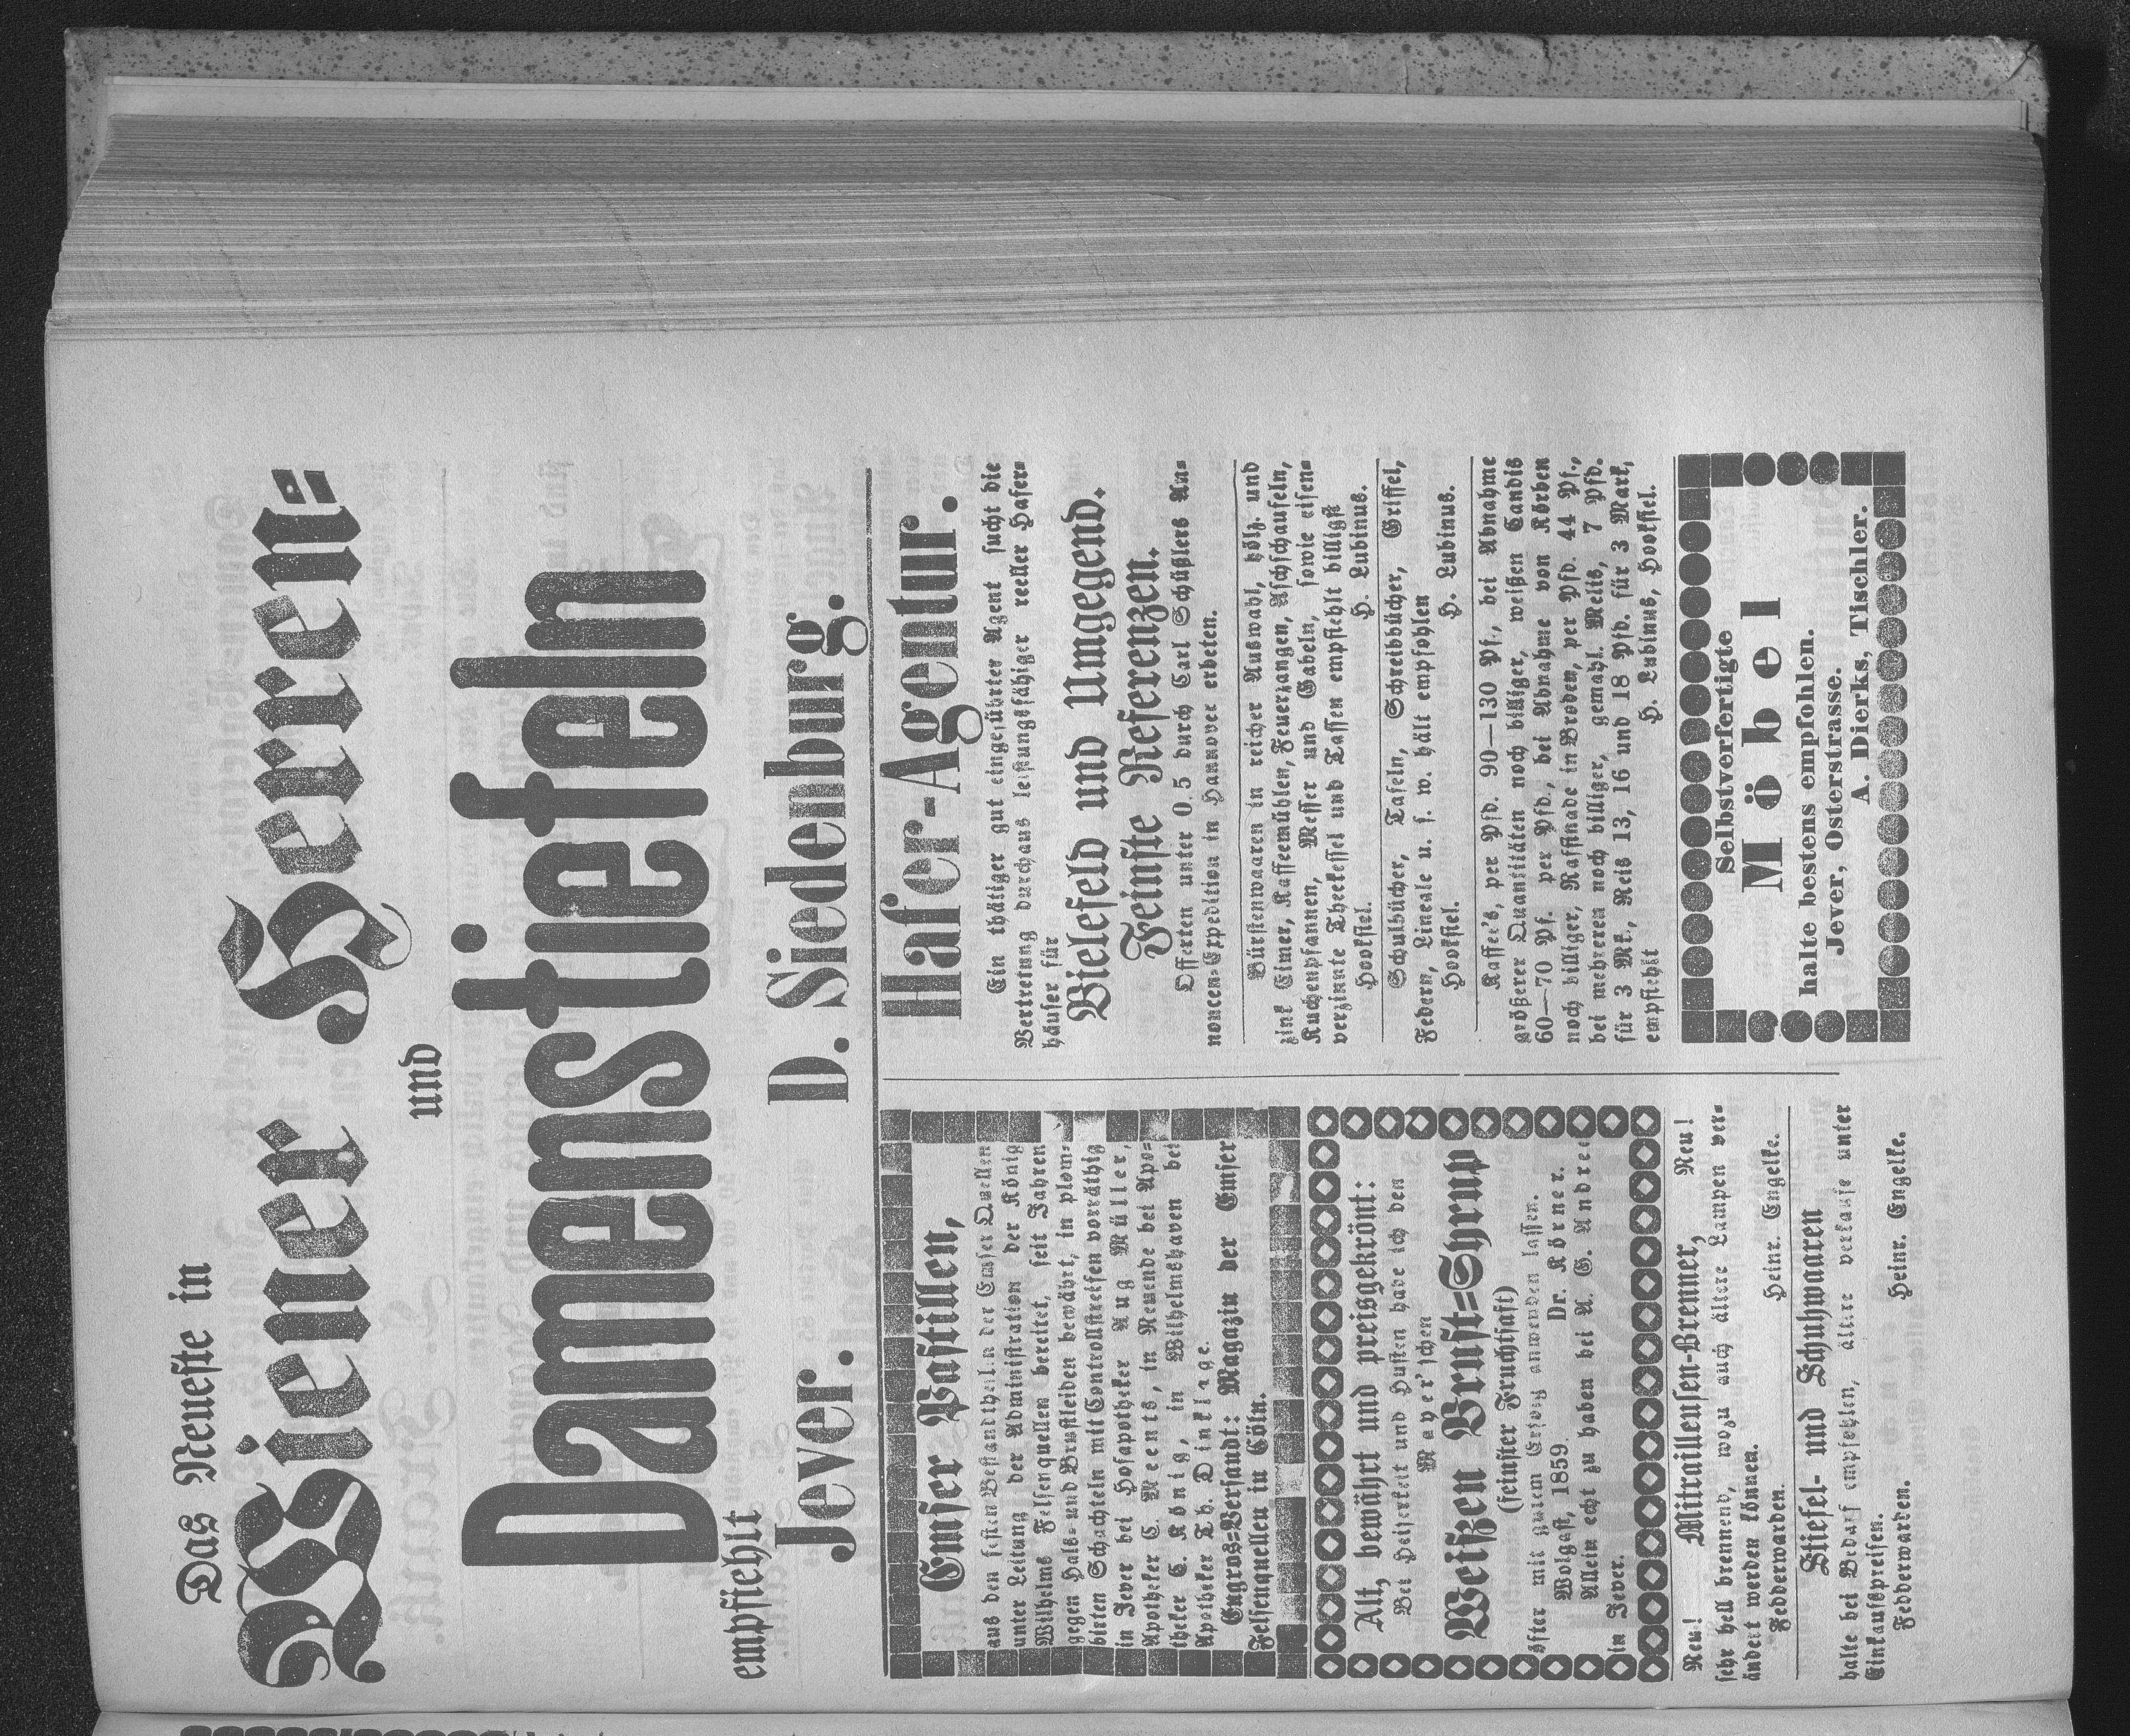 Das Neueste in
Wiener Herren=
und
Damenstiefeln
empfiehlt
Jever. D. Siedenburg.
Emser Pastillen,
aus den festen Bestandtheilen der Emser Quellen
unter Leitung der Administration der König
Wilhelms Felsenquellen bereitet, seit Jahren
gegen Hals= und Brustleiden bewährt, in plom=
birten Schachteln mit Controllstreifen vorräthig
in Jever bei Hofapotheker Aug Müller,
Apotheker C. Meents, in Neuende bei Apo=
theker C. König, in Wilhelmshaven bei
Apotheker Th. Dinklage.
Engros=Versandt: Magazin der Emser
Felsenquellen in Cöln.
Alt, bewährt und preisgekrönt:
Bei Heiserkeit und Husten habe ich den
Mayer'schen
Weißen Brust=Syrup
(feinster Fruchtsaft)
öfter mit gutem Erfolg anwenden lassen.
Wolgast, 1859. Dr. Körner.
Allein echt zu haben bei A. G. Andree
in Jever.
Neu! Mitrailleusen-Brenner, Neu!
sehr hell brennend, wozu auch ältere Lampen ver=
ändert werden können.
Fedderwarden. Heinr. Engelke.
Stiefel- und Schuhwaaren
halte bei Bedarf empfohlen, ältere verkaufe unter
Einkaufspreisen.
Fedderwarden. Heinr. Engelke.
Hafer-Agentur.
Ein thätiger gut eingeführter Agent sucht die
Vertretung durchaus leistungsfähiger reeller Hafer=
häuser für
Bielefeld und Umgegend.
Feinste Referenzen.
Offerten unter 0.5 durch Carl Schüßlers An=
noncen=Expedition in Hannover erbeten.
Bürstenwaaren in reicher Auswahl, hölz. und
zink Eimer, Kaffeemühlen, Feuerzangen, Aschschaufeln,
Kuchenpfannen, Messer und Gabeln, sowie eisen=
verzinnte Theekessel und Tassen empfiehlt billigst
Hooksiel. H. Lubinus.
Schulbücher, Tafeln, Schreibbücher, Griffel,
Federn, Lineale u. s. w. hält empfohlen
Hooksiel. H. Lubinus.
Kaffee's, per Pfd. 90—130 Pf., bei Abnahme
größerer Quantitäten noch billiger, weißen Candis
60—70 Pf. per Pfd., bei Abnahme von Körben
noch billiger, Raffinade in Broden, per Pfd. 44 Pf.,
bei mehreren noch billiger, gemahl. Melis, 7 Pfd.
für 3 Mk., Reis 13, 16 und 18 Pfd. für 3 Mark,
empfiehlt H. Lubinus, Hooksiel.
Selbstverfertigte
Möbel
halte bestens empfohlen.
Jever, Osterstrasse.
A. Dierks, Tischler.